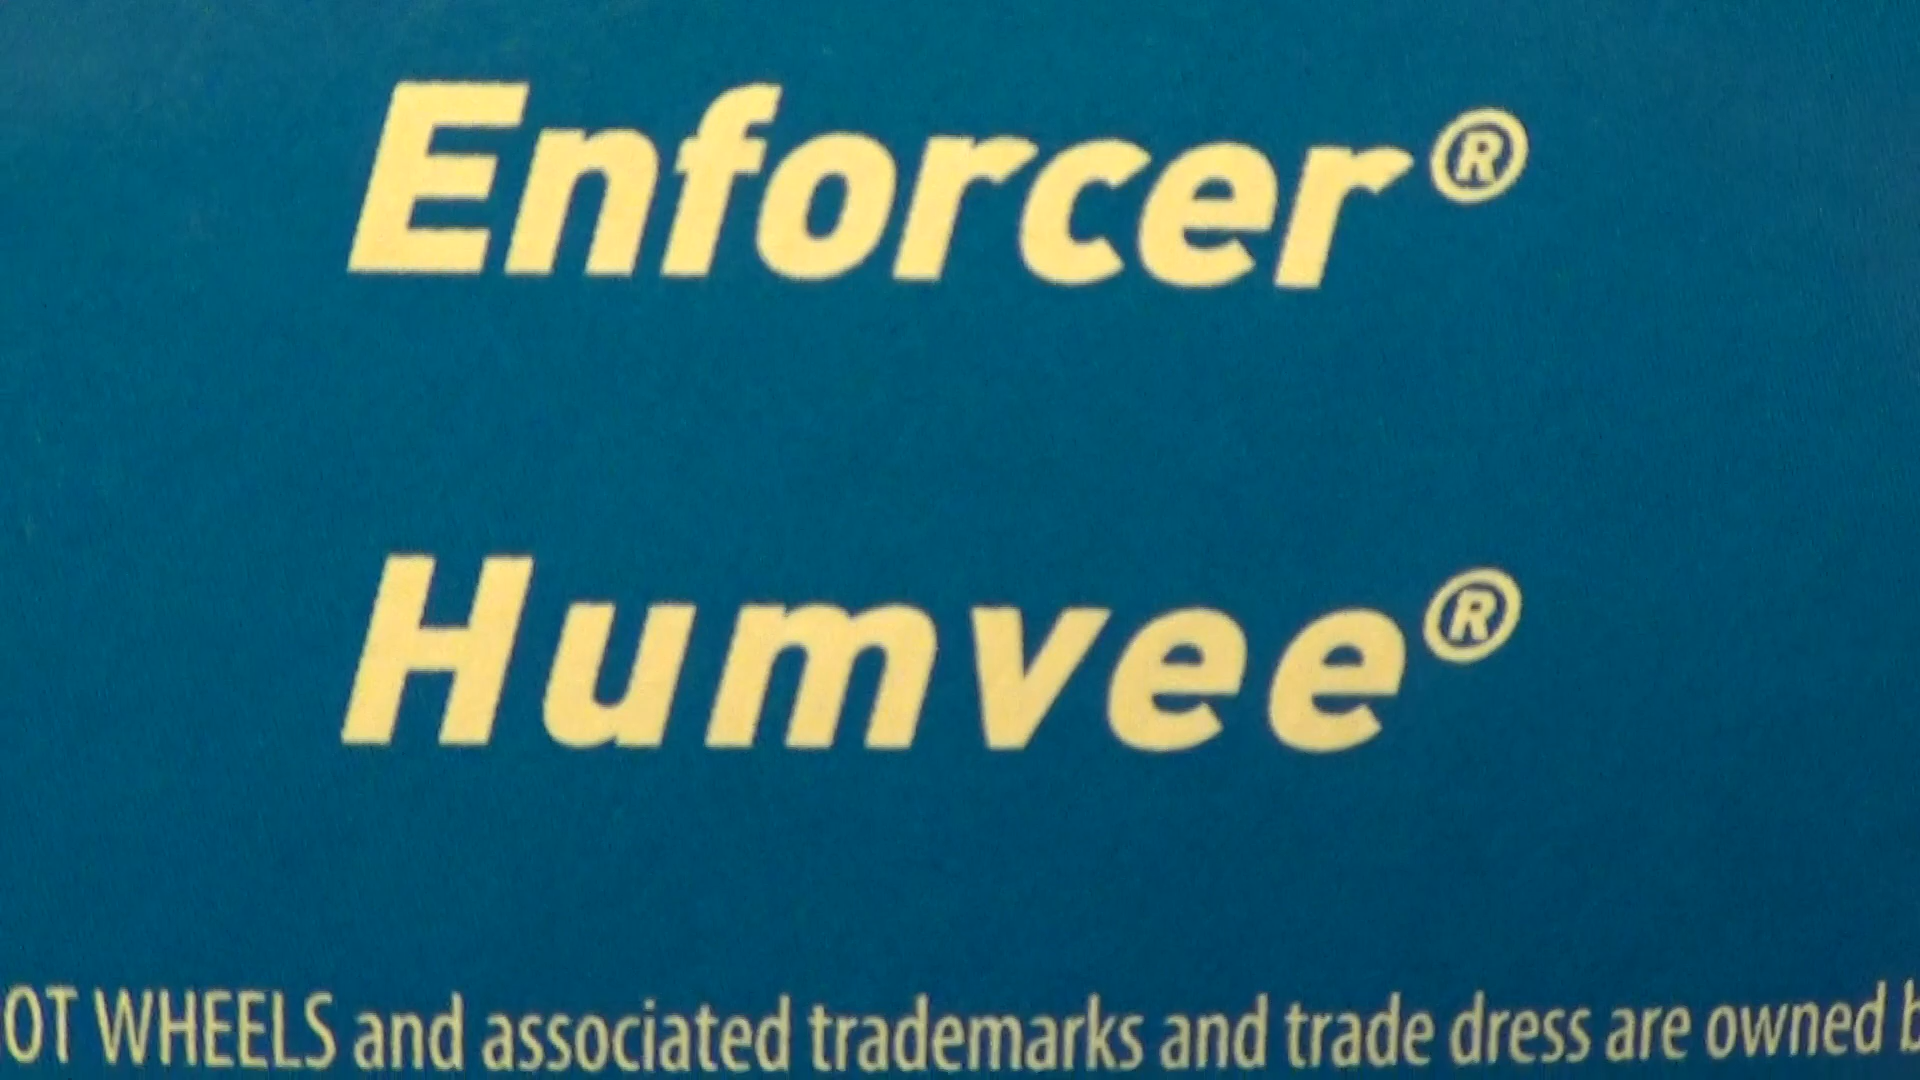 Enforcer®
Humvee®
OT WHEELS and associated trademarks and trade dress are owned b